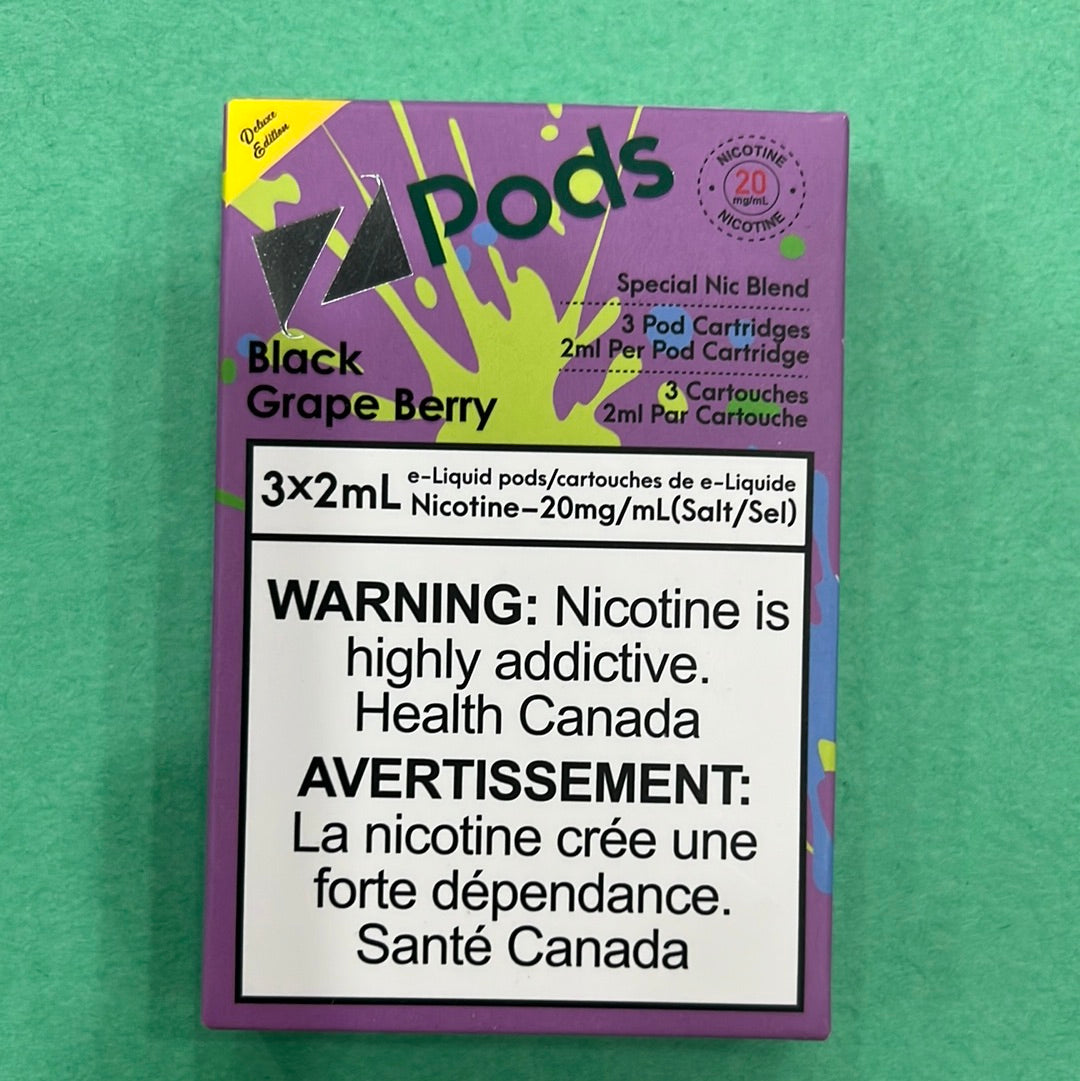 Deluxe
Edition
Z Pods
NICOTINE
20
mg/mL
NICOTINE
Special Nic Blend
3 Pod Cartridges
2ml Per Pod Cartridge
3 Cartouches
2ml Par Cartouche
Black
Grape Berry
3×2mL
e-Liquid pods/cartouches de e-Liquide
Nicotine–20mg/mL(Salt/Sel)
WARNING: Nicotine is
highly addictive.
Health Canada
AVERTISSEMENT:
La nicotine crée une
forte dépendance.
Santé Canada